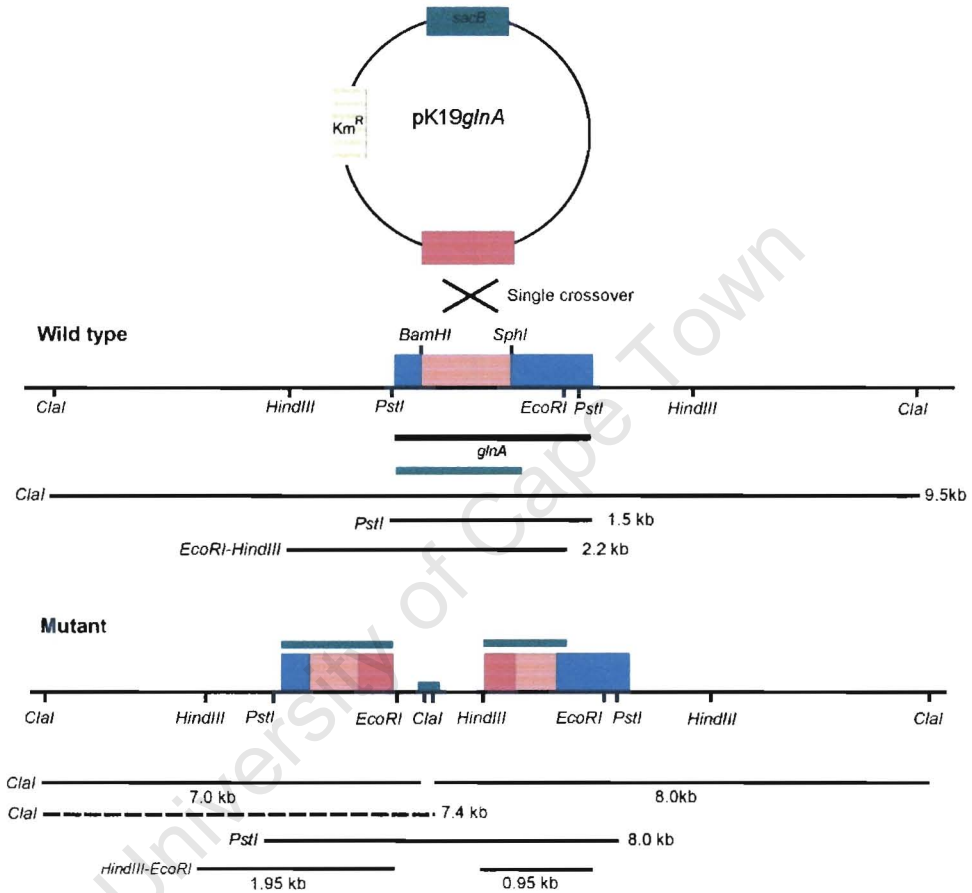 sacB
Km^R
pK19glnA
Single crossover
Wild type
BamHI SphI
ClaI HindIII PstI EcoRI PstI HindIII ClaI
glnA
ClaI 9.5kb
PstI 1.5 kb
EcoRI-HindIII 2.2 kb
Mutant
ClaI HindIII PstI EcoRI ClaI HindIII EcoRI PstI HindIII ClaI
ClaI 7.0 kb 8.0kb
ClaI 7.4 kb
PstI 8.0 kb
HindIII-EcoRI 1.95 kb 0.95 kb
University of Cape Town